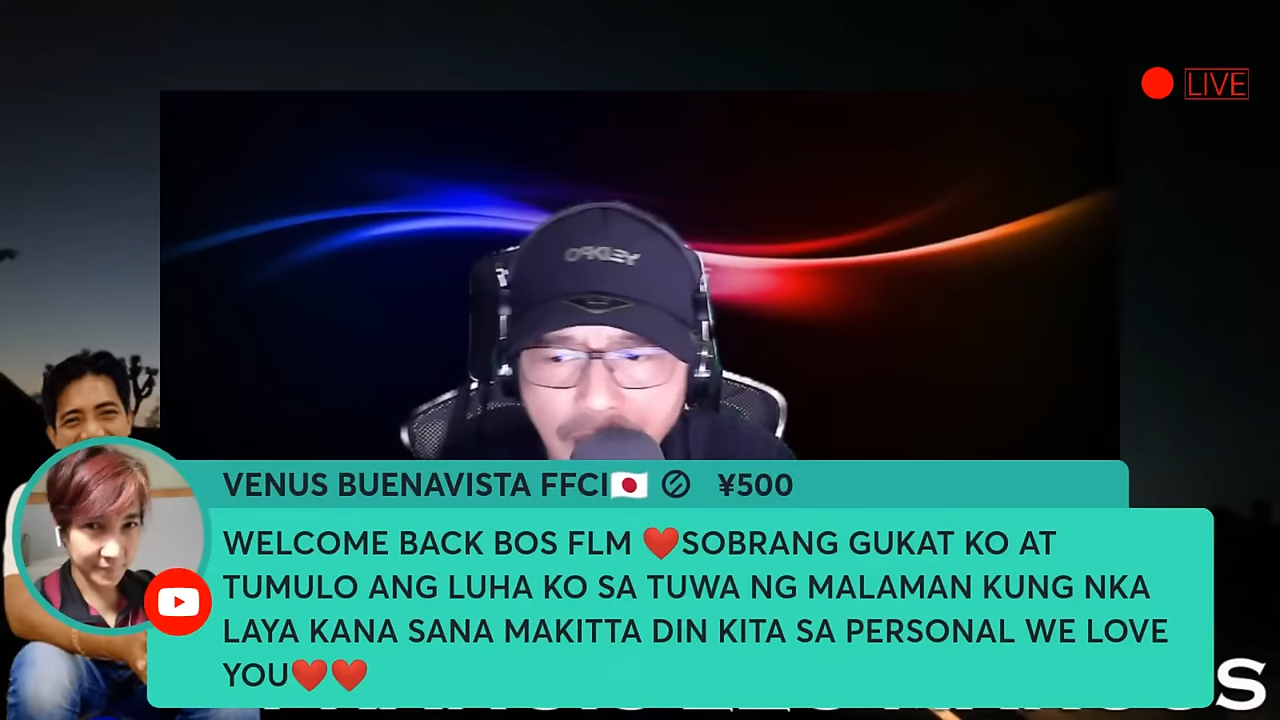 LIVE
OAKLEY
VENUS BUENAVISTA FFCI🇯🇵 ¥500
WELCOME BACK BOS FLM ❤️SOBRANG GUKAT KO AT
TUMULO ANG LUHA KO SA TUWA NG MALAMAN KUNG NKA
LAYA KANA SANA MAKITTA DIN KITA SA PERSONAL WE LOVE
YOU❤️❤️